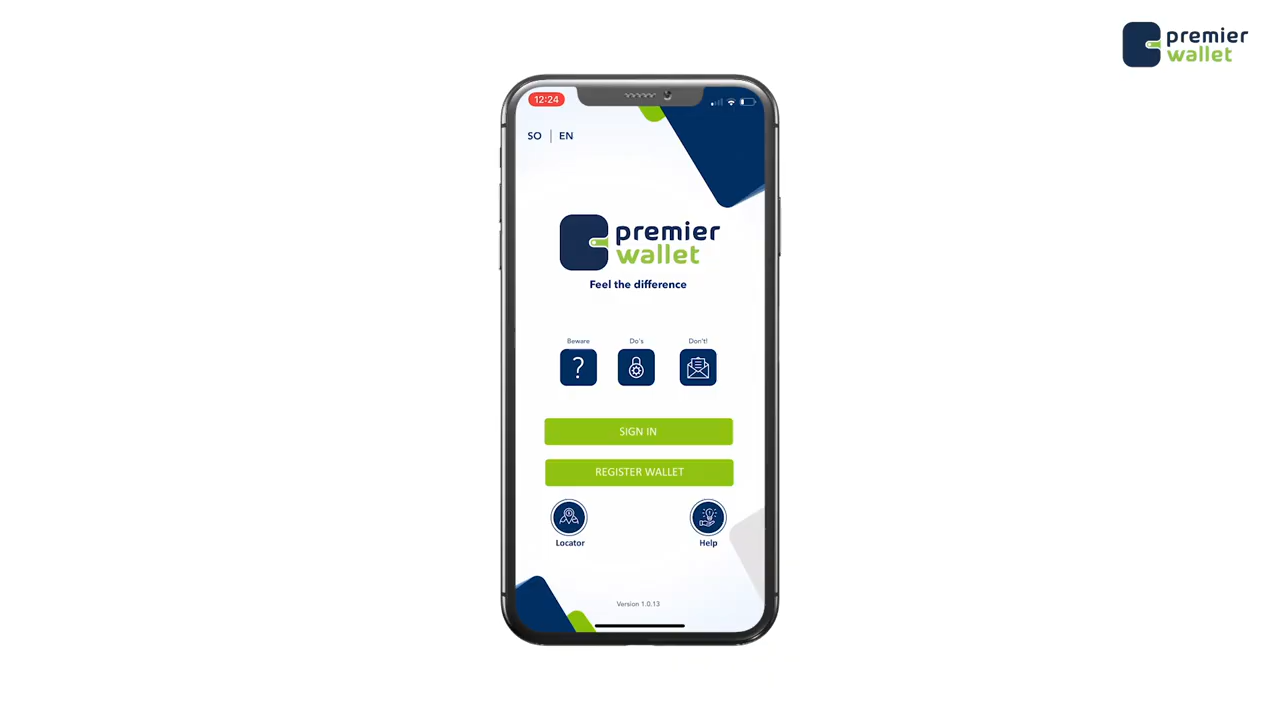 premier
wallet
12:24
SO | EN
premier
wallet
Feel the difference
Beware
Do's
Don't!
?
SIGN IN
REGISTER WALLET
Locator
Help
Version 1.0.13